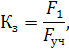 Кз = F1/Fуч,